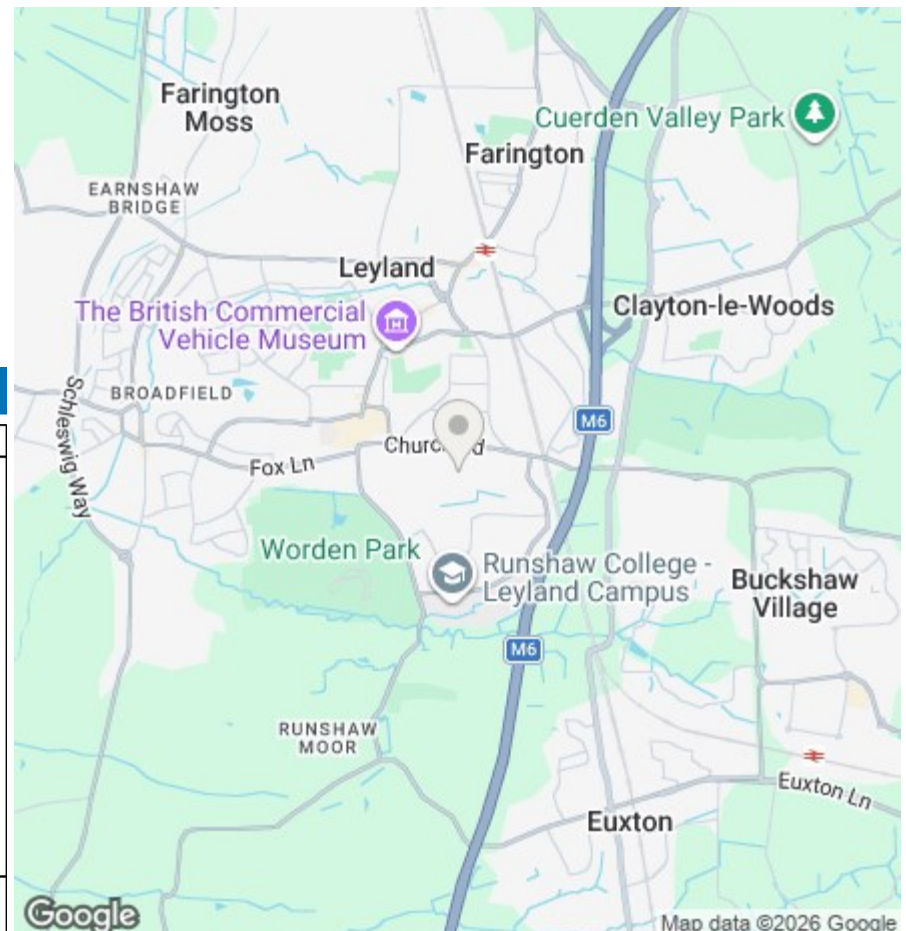 Farington
Moss
Cuerden Valley Park
Farington
EARNSHAW
BRIDGE
Leyland
The British Commercial
Vehicle Museum
Clayton-le-Woods
BROADFIELD
Schleswig Way
M6
Church Rd
Fox Ln
Worden Park
Runshaw College -
Leyland Campus
Buckshaw
Village
M6
RUNSHAW
MOOR
Euxton Ln
Euxton
Google
Map data ©2026 Google